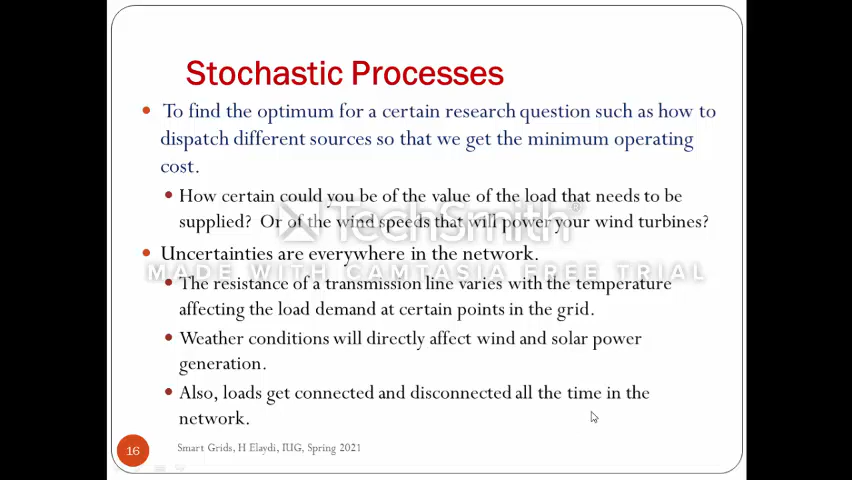 Stochastic Processes
• To find the optimum for a certain research question such as how to
dispatch different sources so that we get the minimum operating
cost.
• How certain could you be of the value of the load that needs to be
supplied? Or of the wind speeds that will power your wind turbines?
TechSmith®
• Uncertainties are everywhere in the network.
MADE WITH CAMTASIA FREE TRIAL
• The resistance of a transmission line varies with the temperature
affecting the load demand at certain points in the grid.
• Weather conditions will directly affect wind and solar power
generation.
• Also, loads get connected and disconnected all the time in the
network.
16
Smart Grids, H Elaydi, IUG, Spring 2021